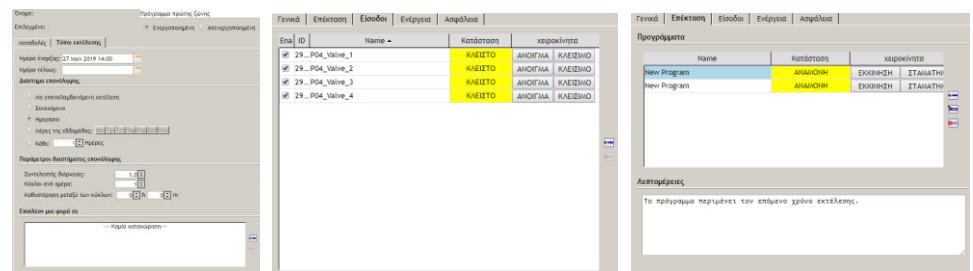 Όνομα: Πρόγραμμα πρώτης ζώνης
Επιλεγμένο: Ενεργοποιημένη Απενεργοποιημένη
Μεταβολές Τύποι εκτέλεσης
Ημέρα έναρξης: 27 Ιουν 2019 14:00
Ημέρα τέλους:
Διάστημα επανάληψης
Μη επαναλαμβανόμενη εκτέλεση
Συνεχόμενα
Ημερήσια
Μέρες της εβδομάδας:
Κάθε: 1 Ημέρες
Παράμετροι διαστήματος επανάληψης
Συντελεστής διάρκειας: 1.0
Κύκλοι ανά ημέρα: 1
Καθυστέρηση μεταξύ των κύκλων: 0 h 0 m
Επιπλέον μια φορά σε
--- Καμία καταχώρηση---
Γενικά Επέκταση Είσοδοι Ενέργεια Ασφάλεια
Ena ID Name Κατάσταση χειροκίνητα
29... P04_Valve_1 ΚΛΕΙΣΤΟ ΑΝΟΙΓΜΑ ΚΛΕΙΣΙΜΟ
29... P04_Valve_2 ΚΛΕΙΣΤΟ ΑΝΟΙΓΜΑ ΚΛΕΙΣΙΜΟ
29... P04_Valve_3 ΚΛΕΙΣΤΟ ΑΝΟΙΓΜΑ ΚΛΕΙΣΙΜΟ
29... P04_Valve_4 ΚΛΕΙΣΤΟ ΑΝΟΙΓΜΑ ΚΛΕΙΣΙΜΟ
Γενικά Επέκταση Είσοδοι Ενέργεια Ασφάλεια
Προγράμματα
Name Κατάσταση χειροκίνητα
New Program ΑΝΑΜΟΝΗ ΕΚΚΙΝΗΣΗ ΣΤΑΜΑΤΗ
New Program ΑΝΑΜΟΝΗ ΕΚΚΙΝΗΣΗ ΣΤΑΜΑΤΗ
Λεπτομέρειες
Το πρόγραμμα περιμένει τον επόμενο χρόνο εκτέλεσης.